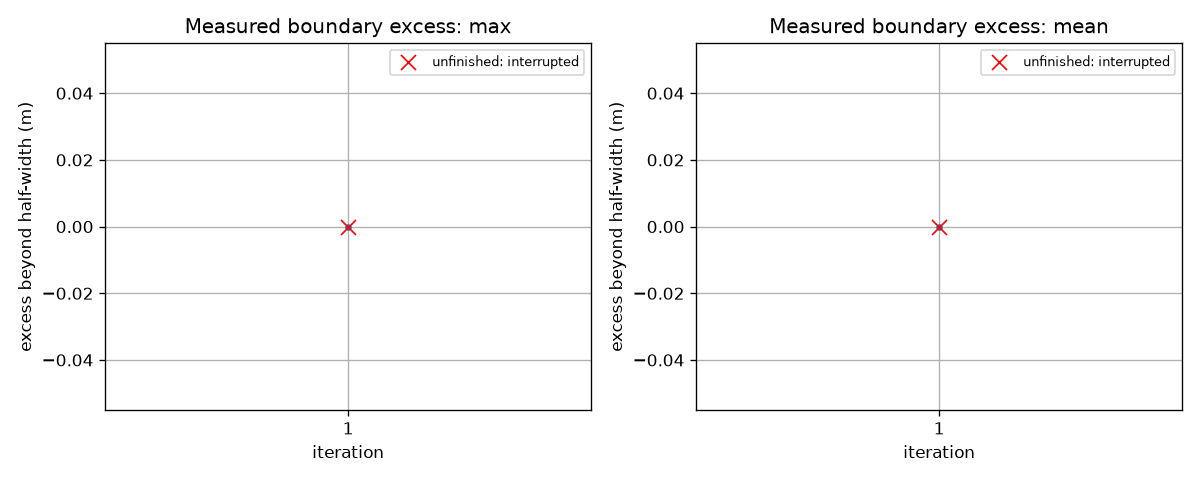 Measured boundary excess: max
unfinished: interrupted
excess beyond half-width (m)
0.04
0.02
0.00
−0.02
−0.04
1
iteration
Measured boundary excess: mean
unfinished: interrupted
excess beyond half-width (m)
0.04
0.02
0.00
−0.02
−0.04
1
iteration